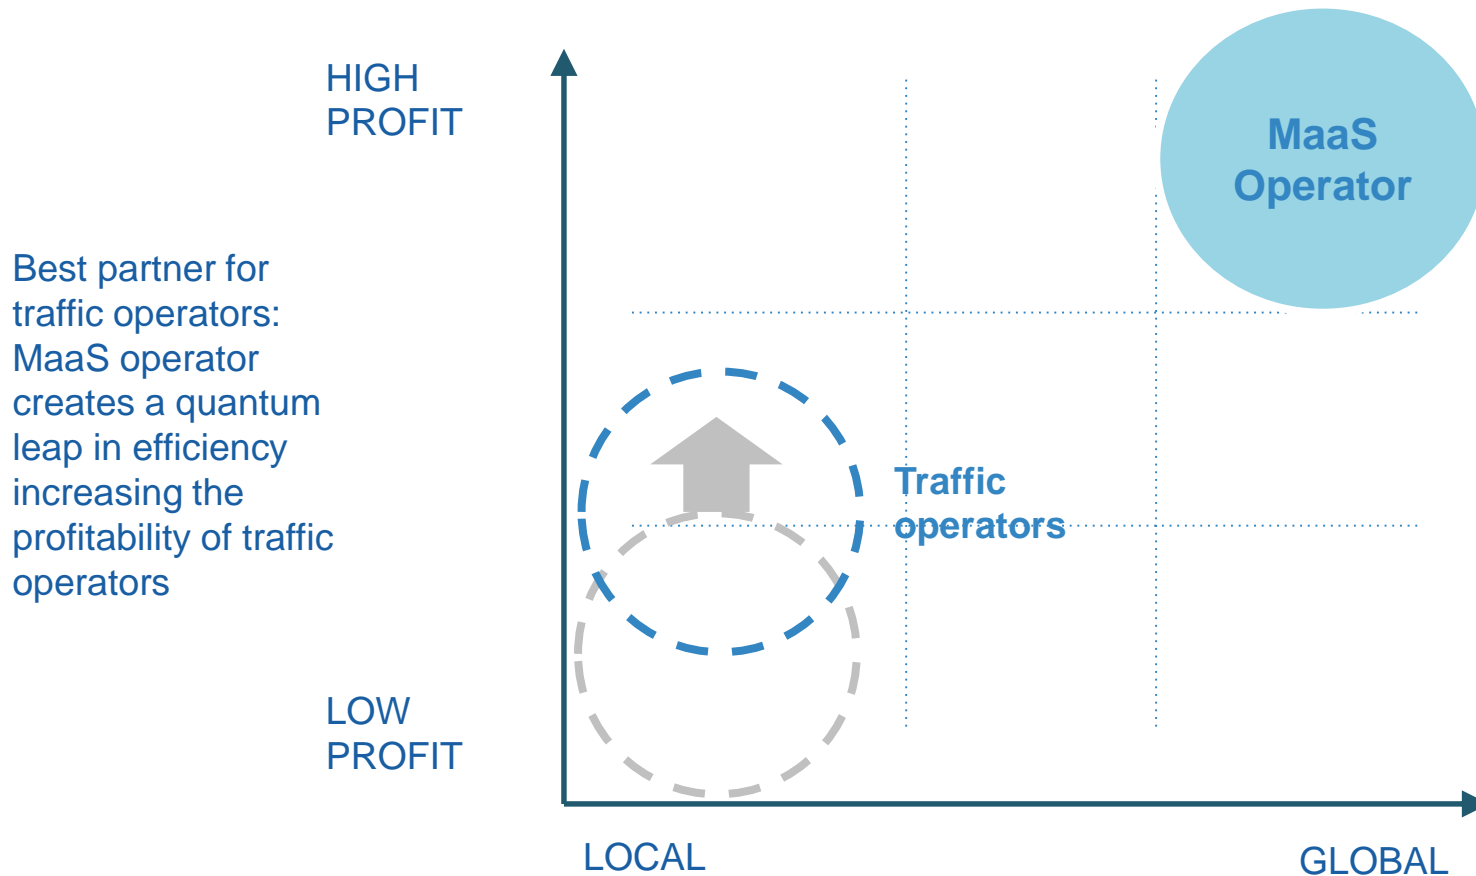 HIGH
PROFIT
MaaS
Operator
Best partner for
traffic operators:
MaaS operator
creates a quantum
leap in efficiency
increasing the
profitability of traffic
operators
Traffic
operators
LOW
PROFIT
LOCAL
GLOBAL